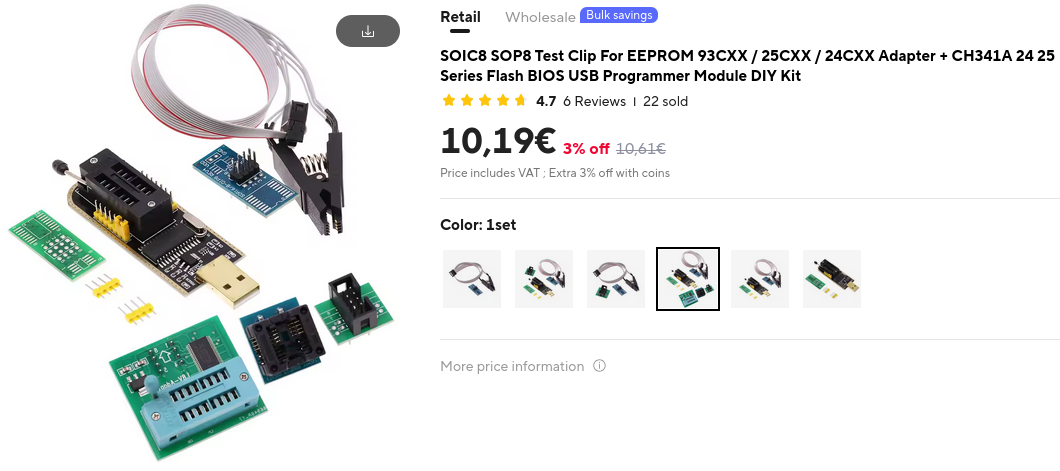 Retail Wholesale Bulk savings
SOIC8 SOP8 Test Clip For EEPROM 93CXX / 25CXX / 24CXX Adapter + CH341A 24 25
Series Flash BIOS USB Programmer Module DIY Kit
4.7 6 Reviews I 22 sold
10,19€ 3% off 10,61€
Price includes VAT ; Extra 3% off with coins
Color: 1set
More price information